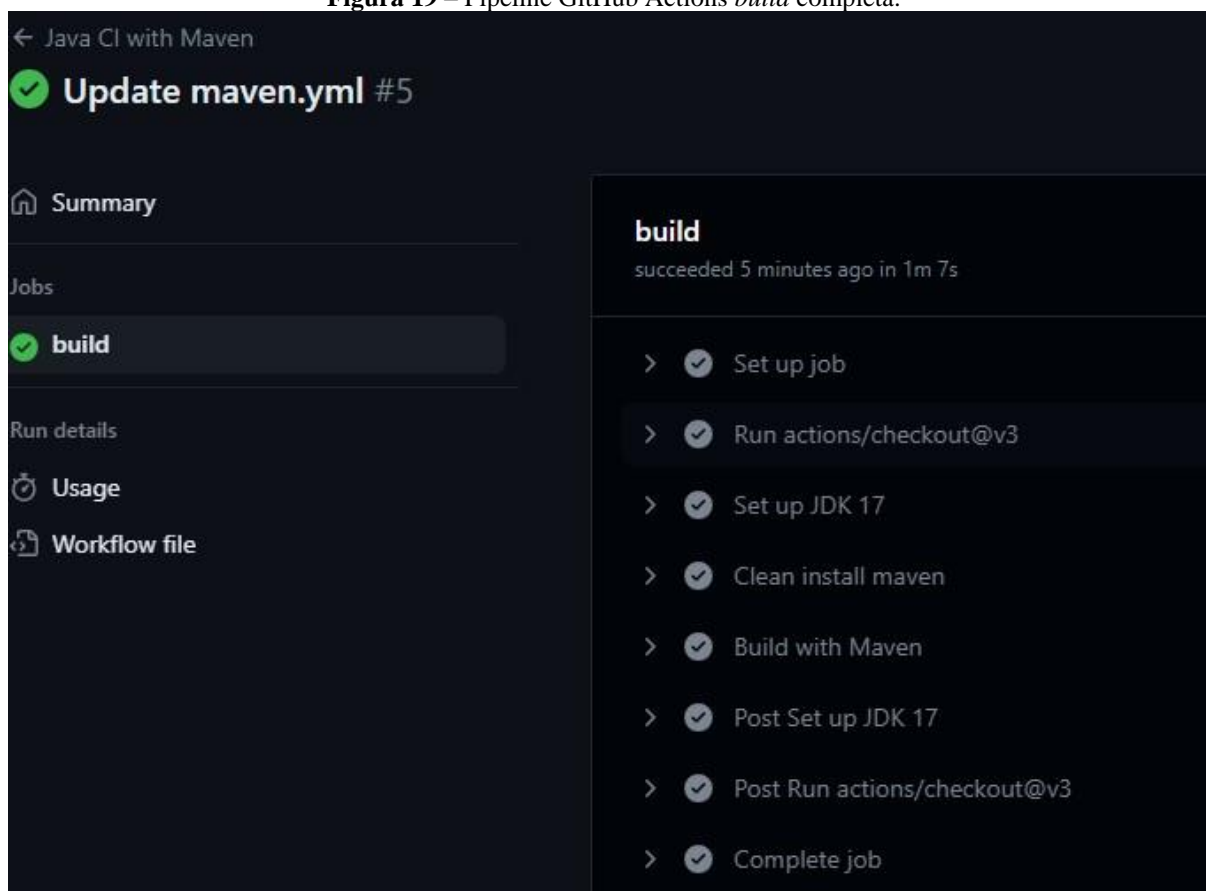 Figura 19 – Pipeline GitHub Actions build completa.
← Java CI with Maven
Update maven.yml #5
Summary
Jobs
build
Run details
Usage
Workflow file
build
succeeded 5 minutes ago in 1m 7s
Set up job
Run actions/checkout@v3
Set up JDK 17
Clean install maven
Build with Maven
Post Set up JDK 17
Post Run actions/checkout@v3
Complete job